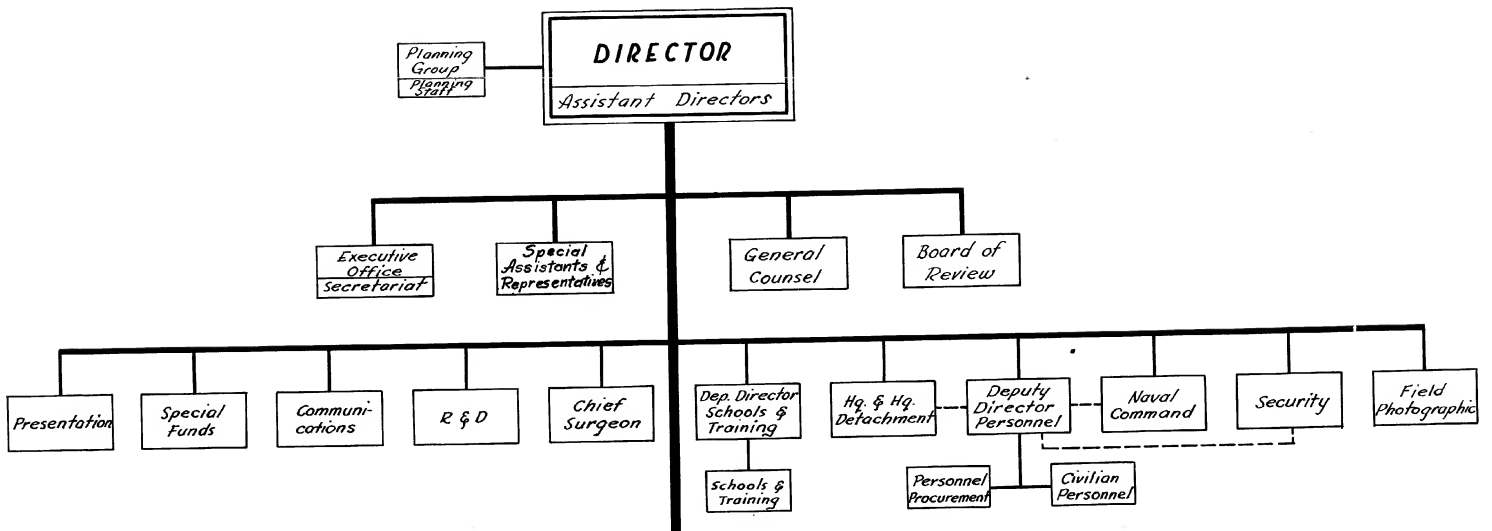 DIRECTOR
Assistant Directors
Planning
Group
Planning
Staff
Executive
Office
Secretariat
Special
Assistants &
Representatives
General
Counsel
Board of
Review
Presentation
Special
Funds
Communi-
cations
R & D
Chief
Surgeon
Dep. Director
Schools &
Training
Hq. & Hq.
Detachment
Deputy
Director
Personnel
Naval
Command
Security
Field
Photographic
Schools &
Training
Personnel
Procurement
Civilian
Personnel